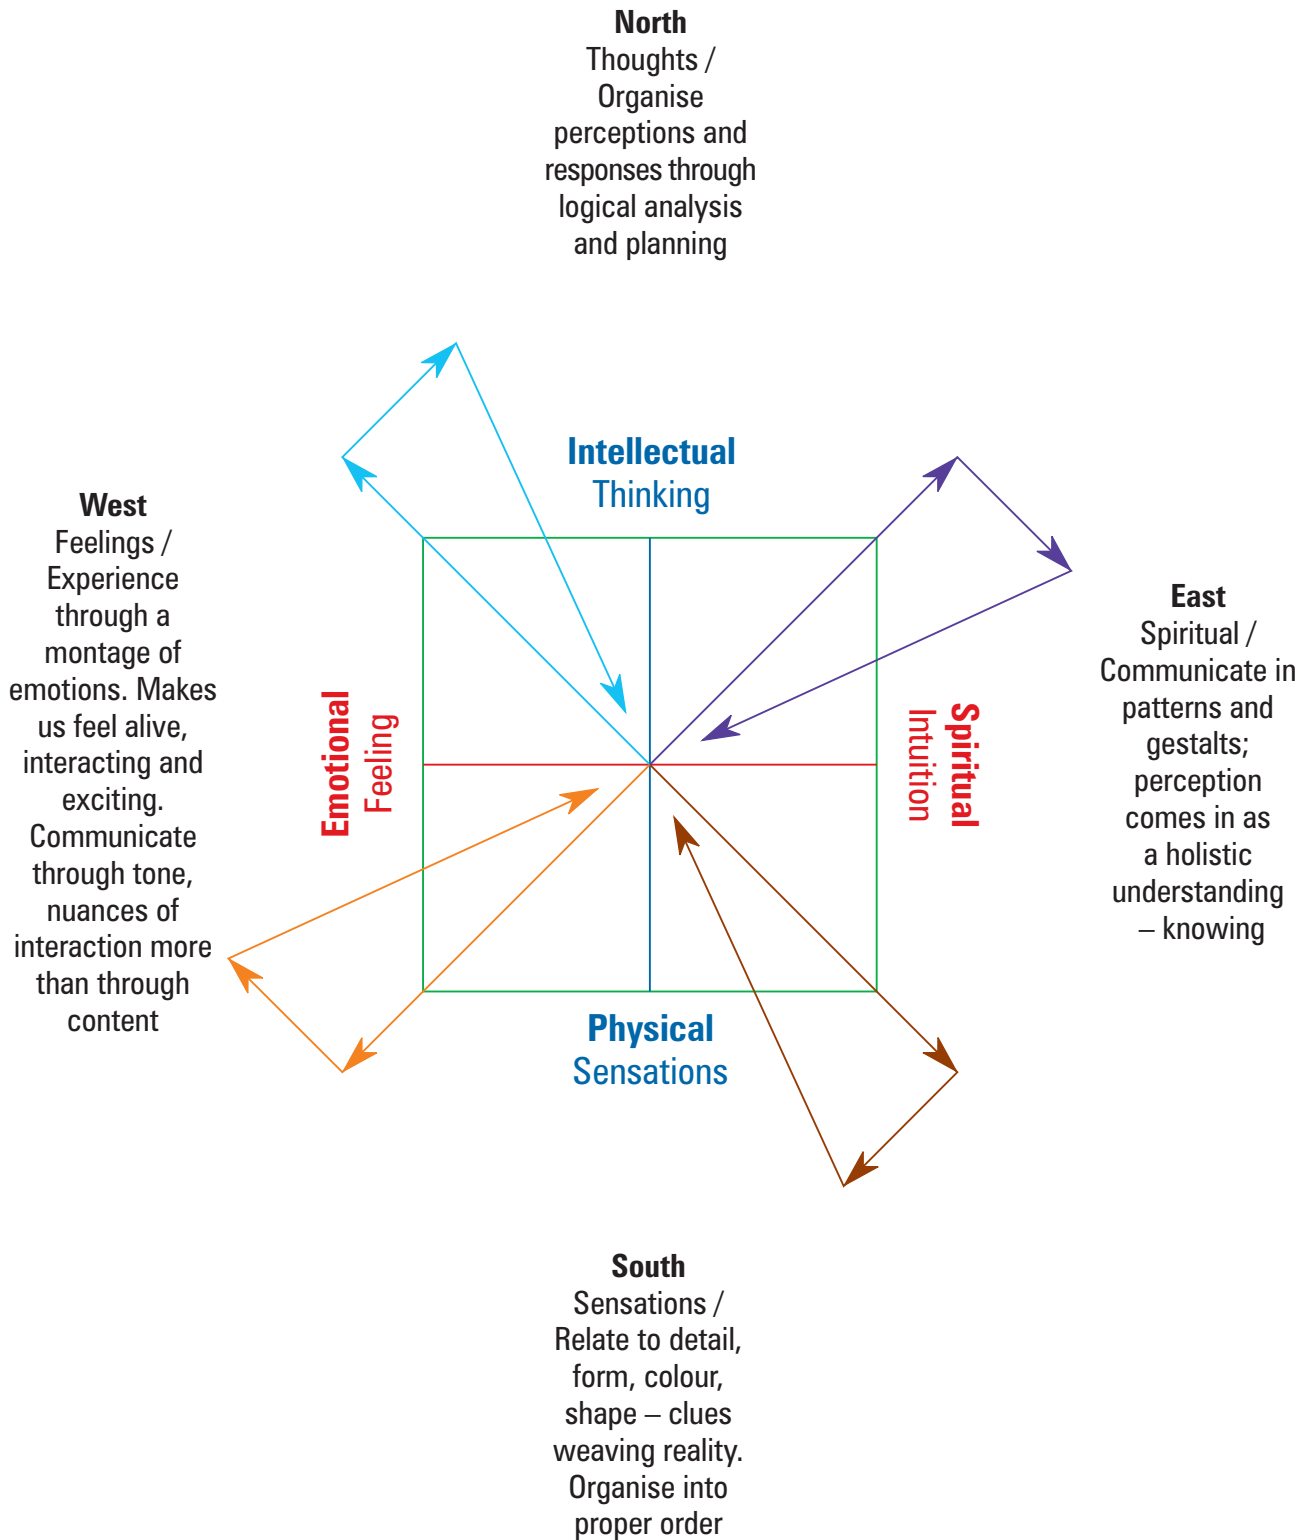 North
Thoughts /
Organise
perceptions and
responses through
logical analysis
and planning
Intellectual
Thinking
West
Feelings /
Experience
through a
montage of
emotions. Makes
us feel alive,
interacting and
exciting.
Communicate
through tone,
nuances of
interaction more
than through
content
Emotional
Feeling
Spiritual
Intuition
East
Spiritual /
Communicate in
patterns and
gestalts;
perception
comes in as
a holistic
understanding
– knowing
Physical
Sensations
South
Sensations /
Relate to detail,
form, colour,
shape – clues
weaving reality.
Organise into
proper order